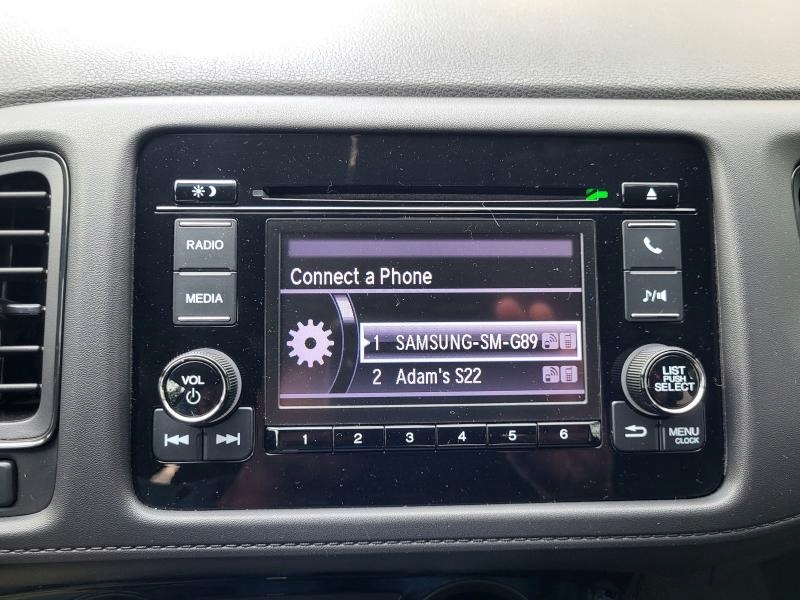 RADIO
MEDIA
VOL
Connect a Phone
1 SAMSUNG-SM-G89
2 Adam's S22
LIST
PUSH
SELECT
MENU
CLOCK
1 2 3 4 5 6